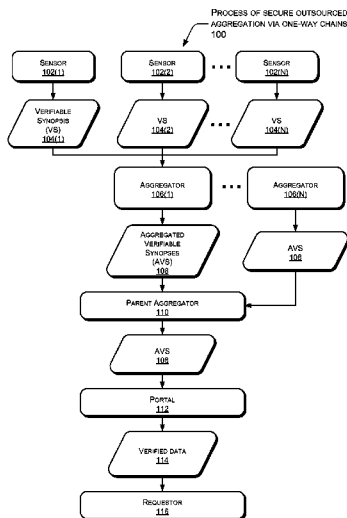 PROCESS OF SECURE OUTSOURCED
AGGREGATION VIA ONE-WAY CHAINS
100
SENSOR
102(1)
SENSOR
102(2)
SENSOR
102(N)
VERIFIABLE
SYNOPSIS
(VS)
104(1)
VS
104(2)
VS
104(N)
AGGREGATOR
106(1)
AGGREGATOR
106(N)
AGGREGATED
VERIFIABLE
SYNOPSES
(AVS)
108
AVS
108
PARENT AGGREGATOR
110
AVS
108
PORTAL
112
VERIFIED DATA
114
REQUESTOR
116